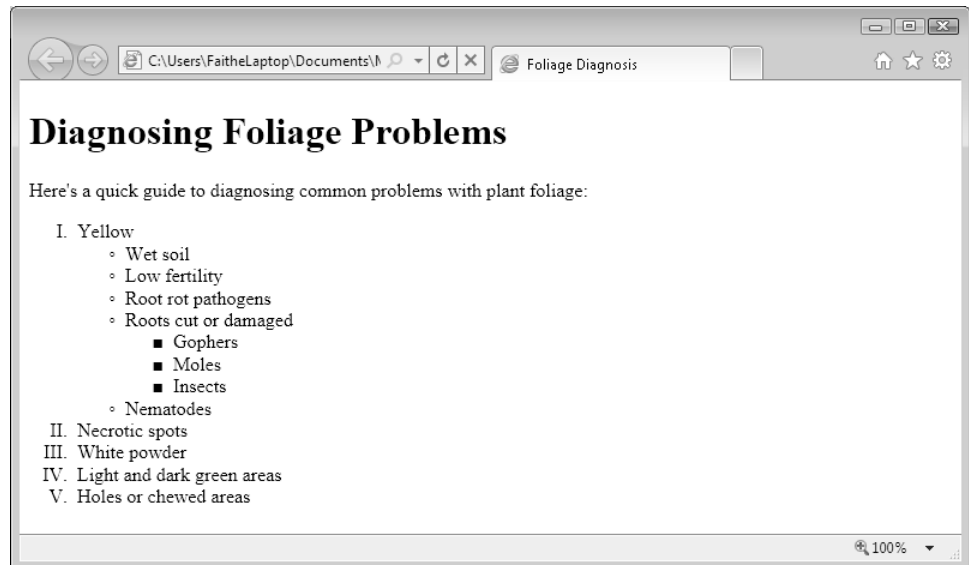 C:\Users\FaitheLaptop\Documents\
Foliage Diagnosis
Diagnosing Foliage Problems
Here's a quick guide to diagnosing common problems with plant foliage:
I. Yellow
◦ Wet soil
◦ Low fertility
◦ Root rot pathogens
◦ Roots cut or damaged
▪ Gophers
▪ Moles
▪ Insects
◦ Nematodes
II. Necrotic spots
III. White powder
IV. Light and dark green areas
V. Holes or chewed areas
100%